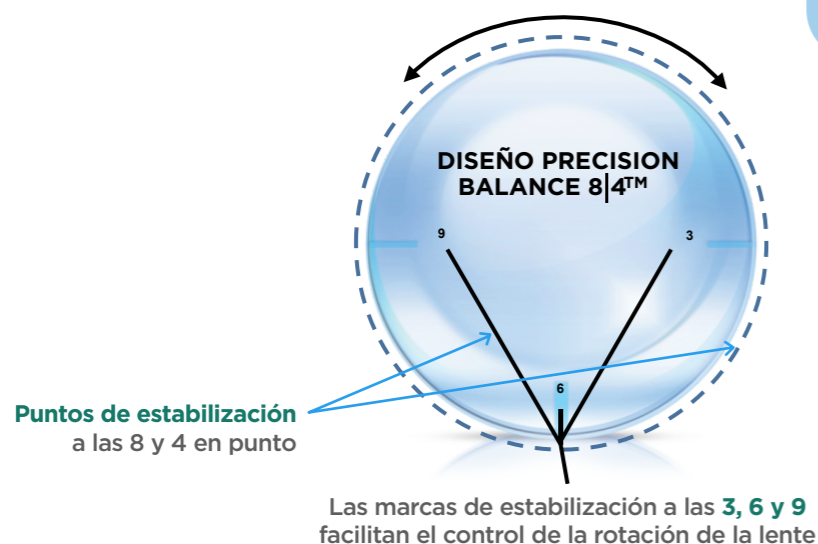 DISEÑO PRECISION
BALANCE 8|4™
9
3
6
Puntos de estabilización
a las 8 y 4 en punto
Las marcas de estabilización a las 3, 6 y 9
facilitan el control de la rotación de la lente